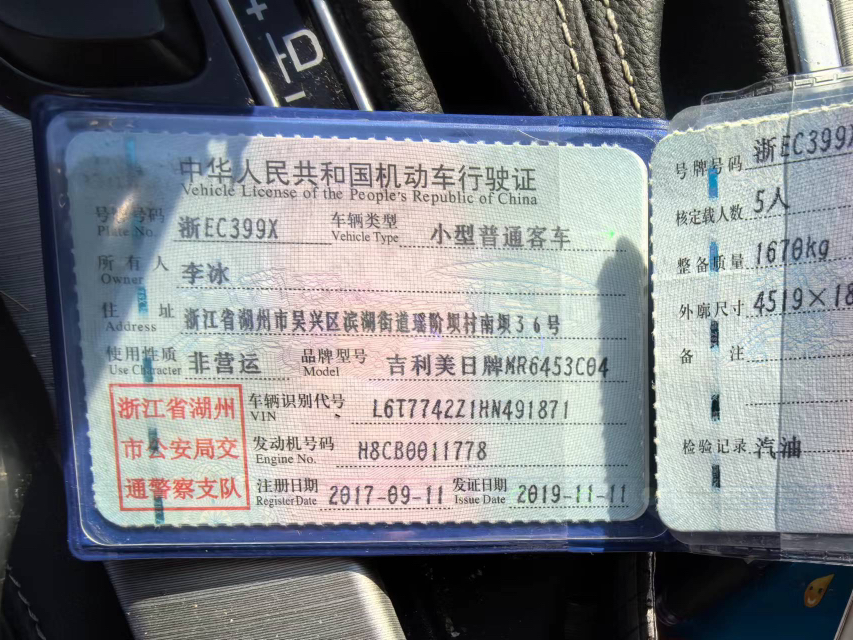 +
D
−
中华人民共和国机动车行驶证
Vehicle License of the People's Republic of China
号牌号码 浙EC399X 车辆类型 小型普通客车
Plate No. Vehicle Type
所有人 李冰
Owner
住址 浙江省湖州市吴兴区滨湖街道瑶阶坝村南坝36号
Address
使用性质 非营运 品牌型号 吉利美日牌MR6453C04
Use Character Model
浙江省湖州
市公安局交
通警察支队
车辆识别代号 L6T7742Z1HN491871
VIN
发动机号码 H8CB0011778
Engine No.
注册日期 2017-09-11 发证日期 2019-11-11
Register Date Issue Date
号牌号码 浙EC399
核定载人数 5人
整备质量 1670kg
外廓尺寸 4519×18
备注
检验记录 汽油